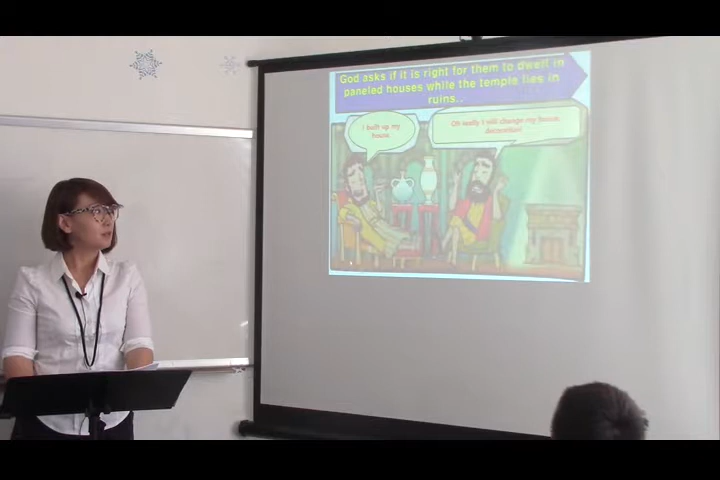 God asks if it is right for them to dwell in
paneled houses while the temple lies in
ruins..
I built up my
house.
Oh really I will change my house
decoration!